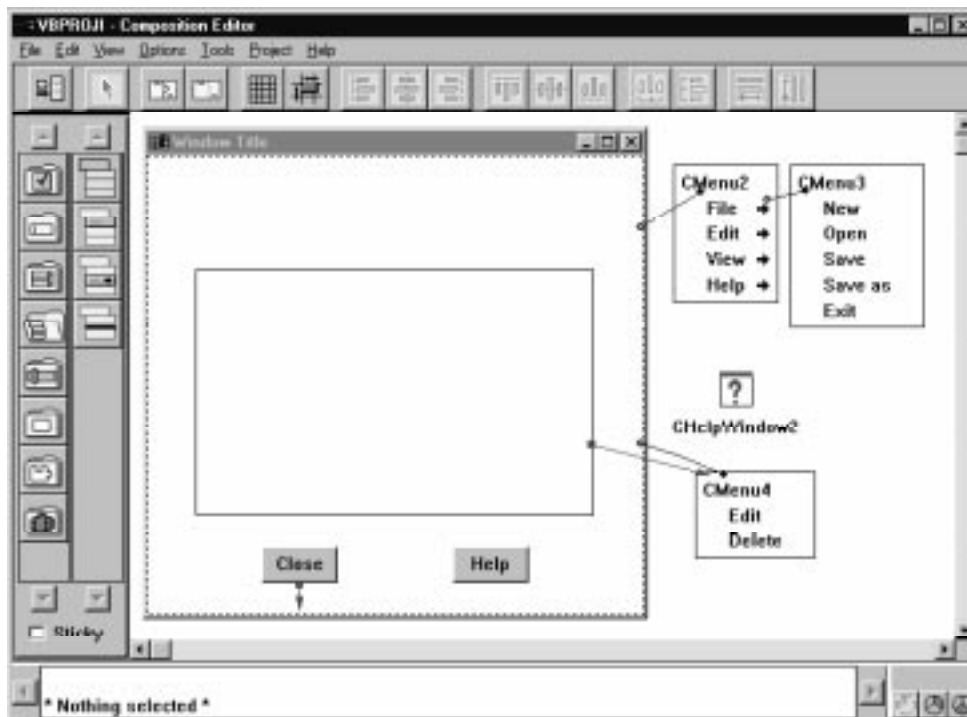 VBPROJ1 - Composition Editor
File Edit View Options Tools Project Help
Window Title
CMenu2
File
Edit
View
Help
CMenu3
New
Open
Save
Save as
Exit
CHelpWindow2
CMenu4
Edit
Delete
Close
Help
Sticky
* Nothing selected *